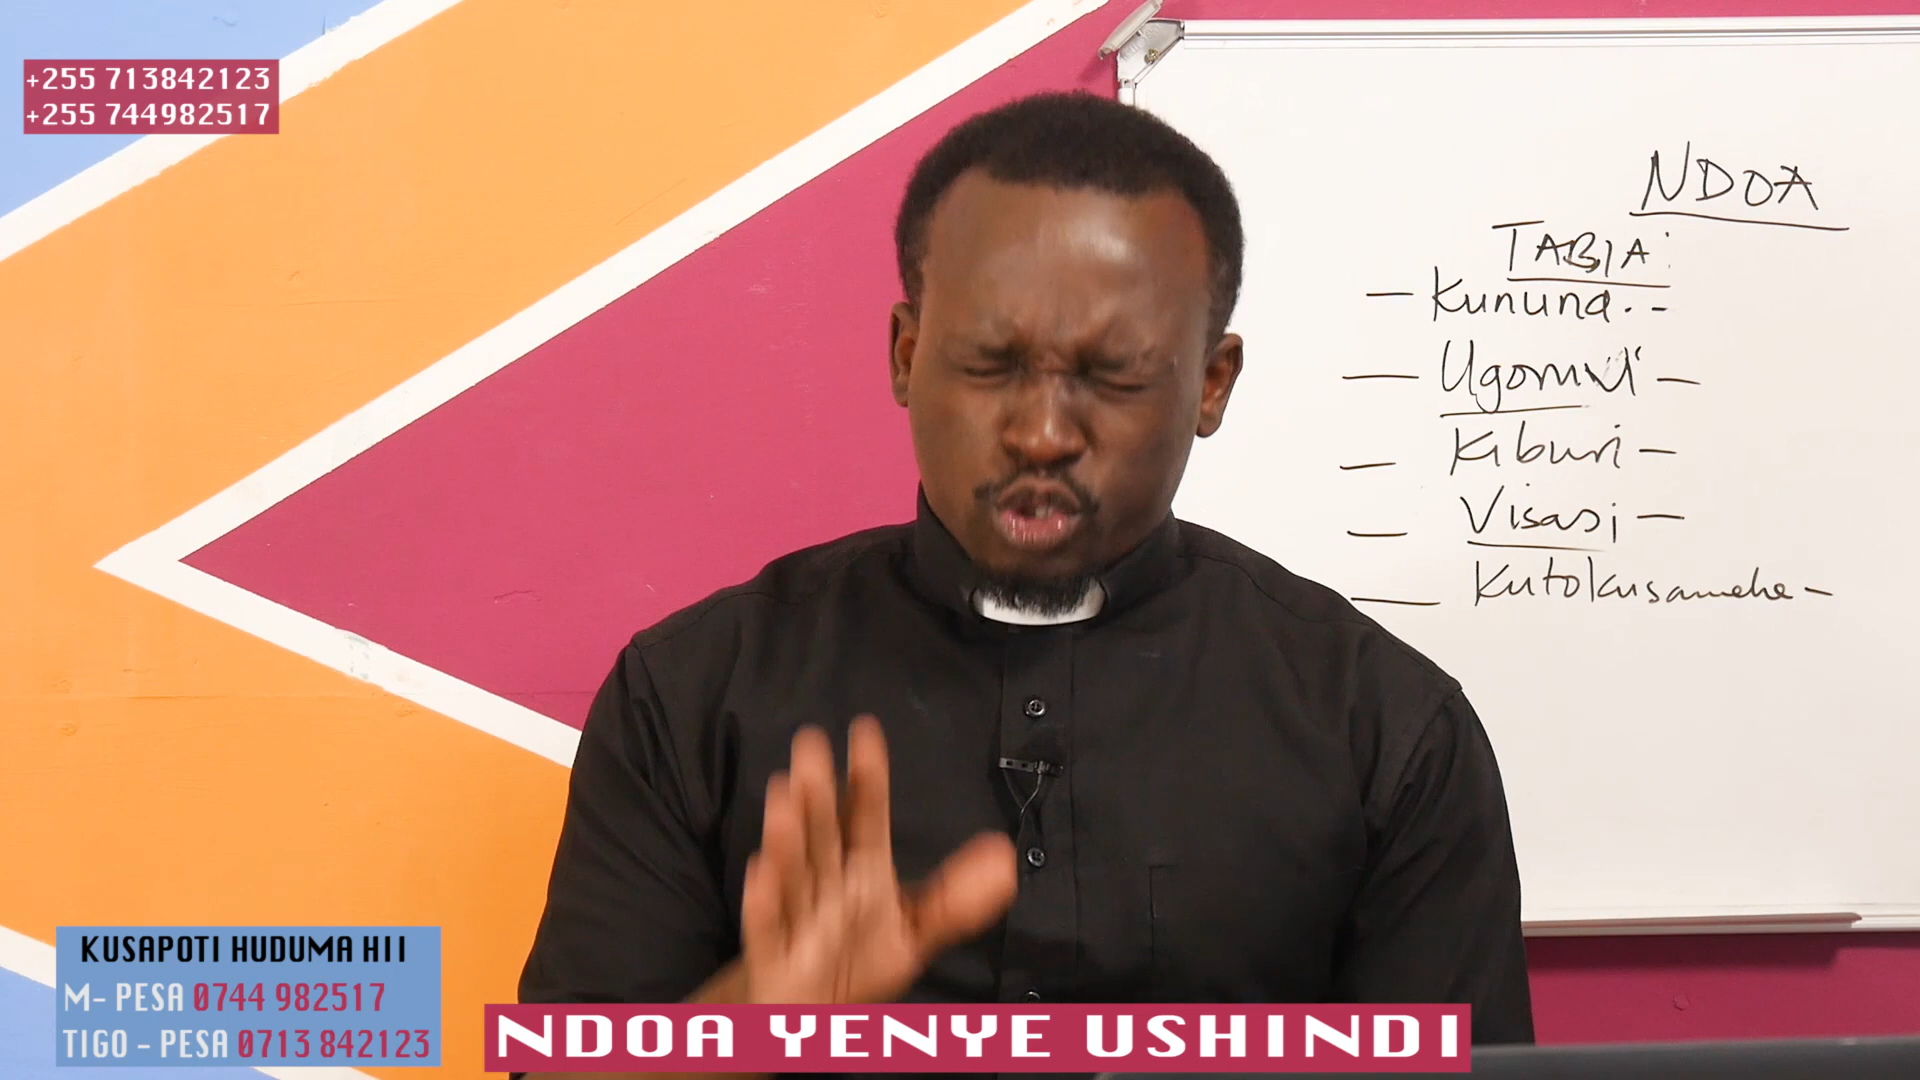 +255 713842123
+255 744982517
NDOA
TABIA:
— Kununa. -
— Ugomvi —
— Kiburi —
— Visasi —
— Kutokusamehe —
KUSAPOTI HUDUMA HII
M- PESA 0744 982517
TIGO - PESA 0713 842123
NDOA YENYE USHINDI